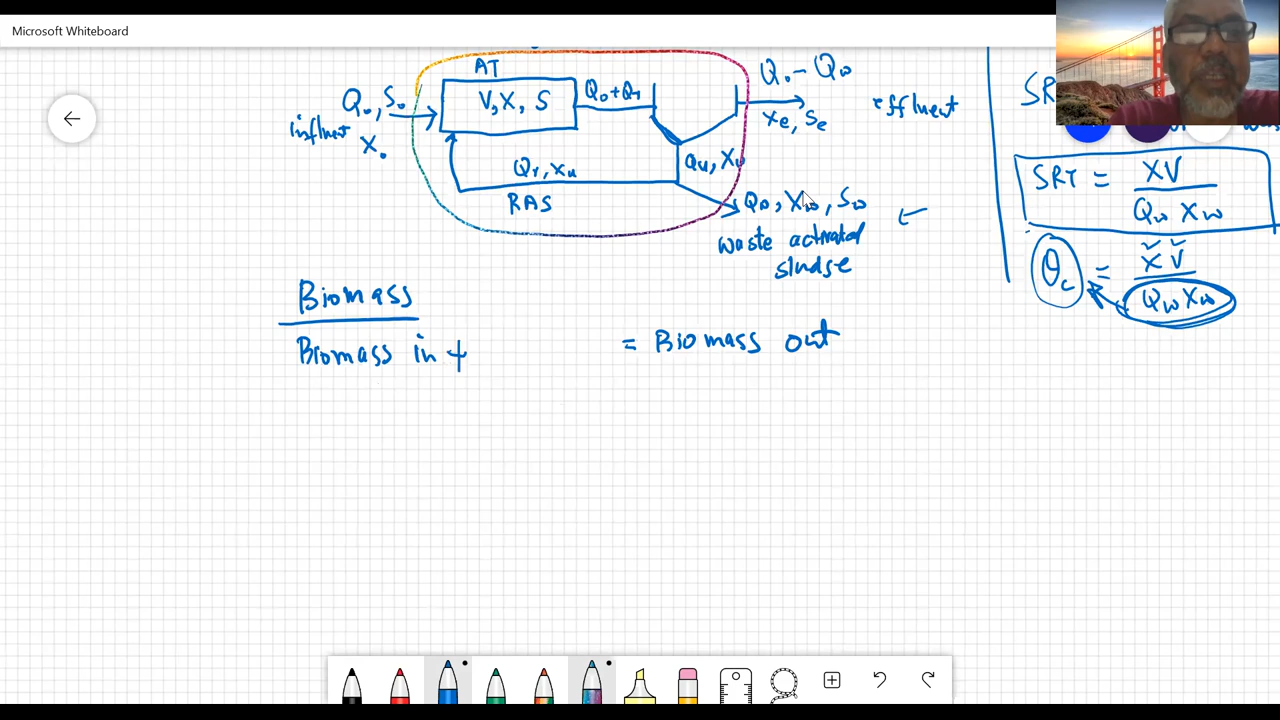 Microsoft Whiteboard
AT
Q₀, S₀
influent
X₀
V, X, S
Q₀+Qr
Q₀ - Qw
Xe, Se
effluent
Qr, Xu
RAS
Qu, Xu
Qw, Xw, Sw
waste activated
sludge
SRT = XV
Qw Xw
θc = X V
Qw Xw
Biomass
Biomass in + = Biomass out